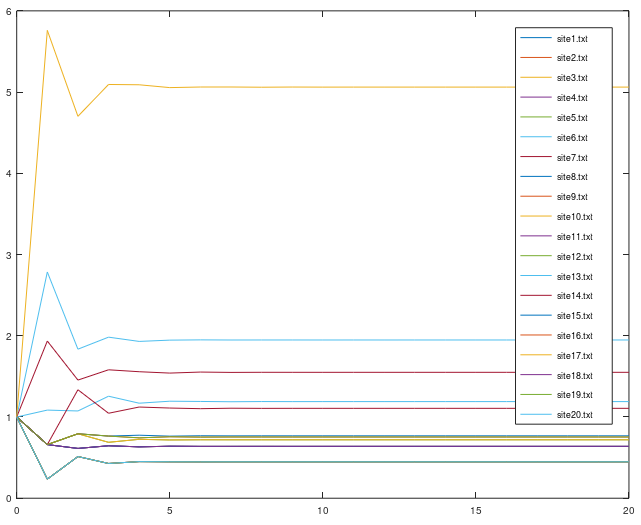 6
5
4
3
2
1
0
0
5
10
15
20
site1.txt
site2.txt
site3.txt
site4.txt
site5.txt
site6.txt
site7.txt
site8.txt
site9.txt
site10.txt
site11.txt
site12.txt
site13.txt
site14.txt
site15.txt
site16.txt
site17.txt
site18.txt
site19.txt
site20.txt